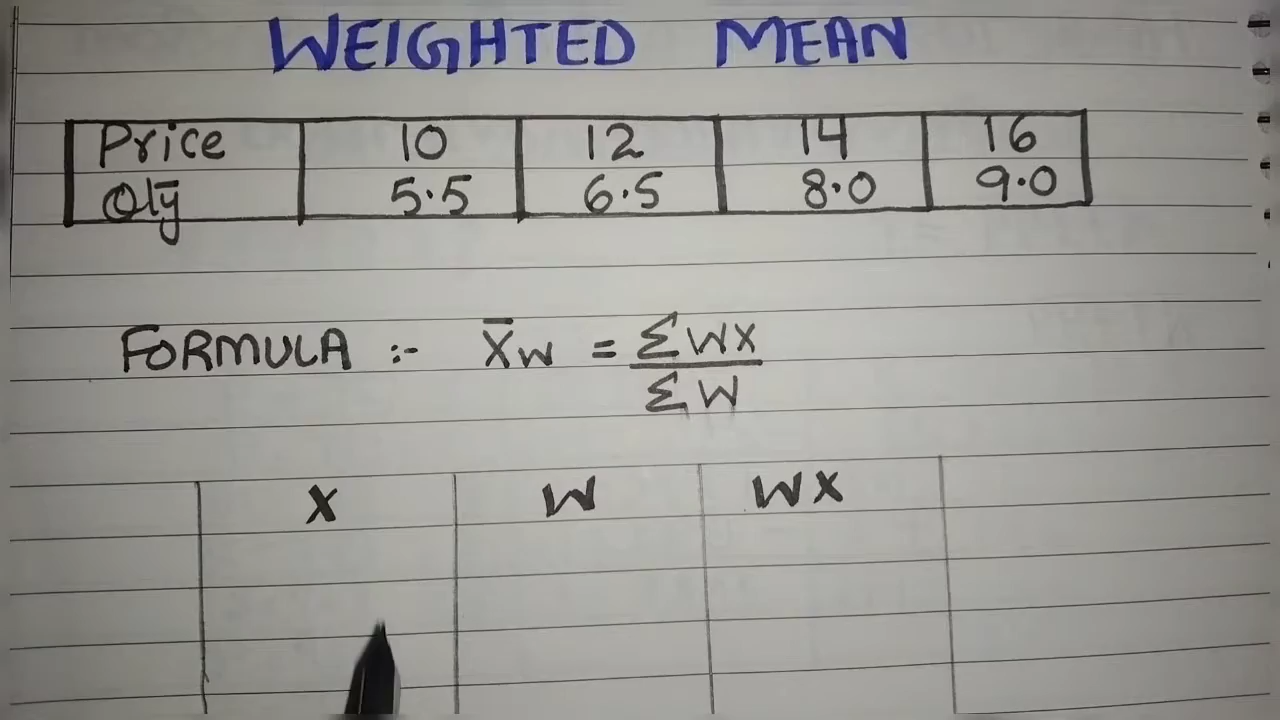 WEIGHTED MEAN
Price 10 12 14 16
Qty 5.5 6.5 8.0 9.0
FORMULA :- X̄w = ΣWX / ΣW
X W WX